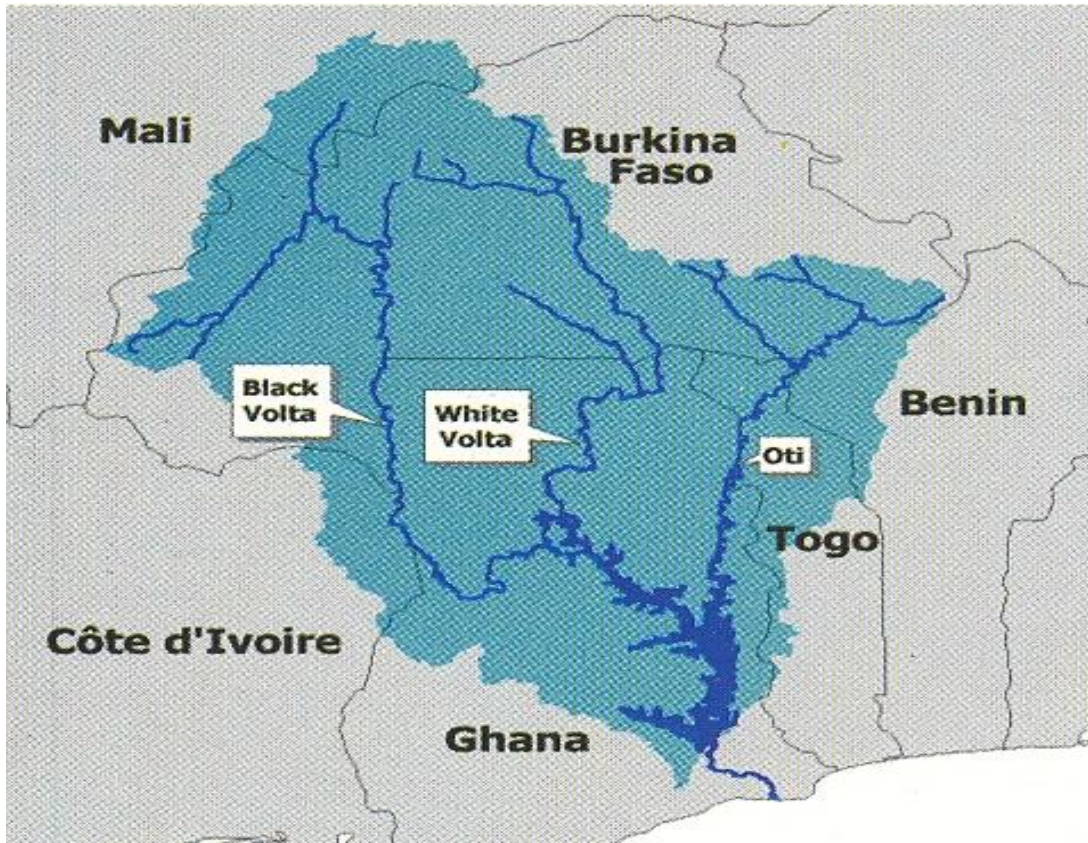 Mali
Burkina
Faso
Black
Volta
White
Volta
Benin
Oti
Togo
Côte d'Ivoire
Ghana